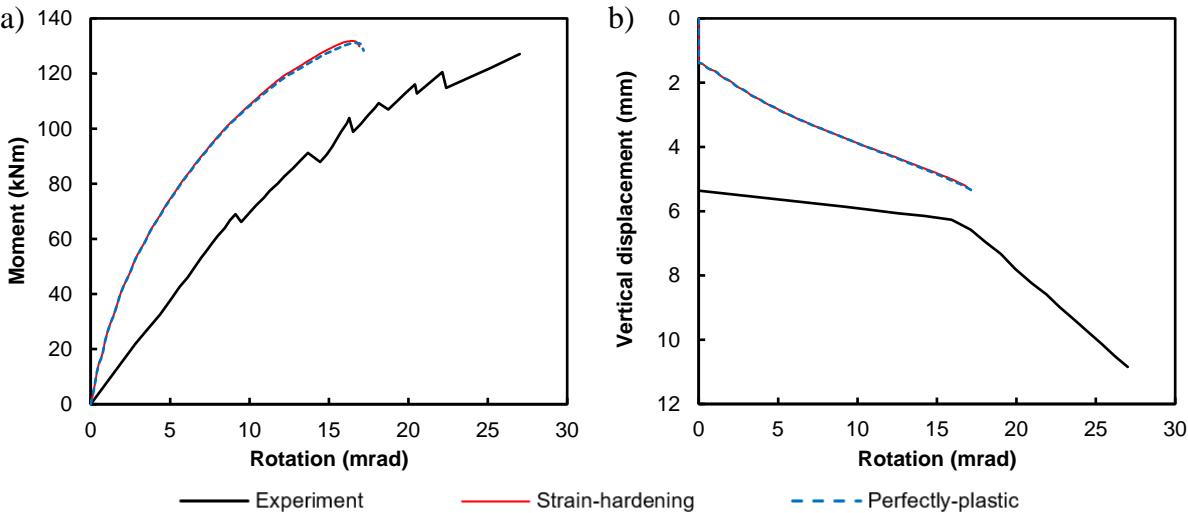 a)
140
120
100
80
60
40
20
0
Moment (kNm)
0 5 10 15 20 25 30
Rotation (mrad)
b)
0
2
4
6
8
10
12
Vertical displacement (mm)
0 5 10 15 20 25 30
Rotation (mrad)
Experiment Strain-hardening Perfectly-plastic